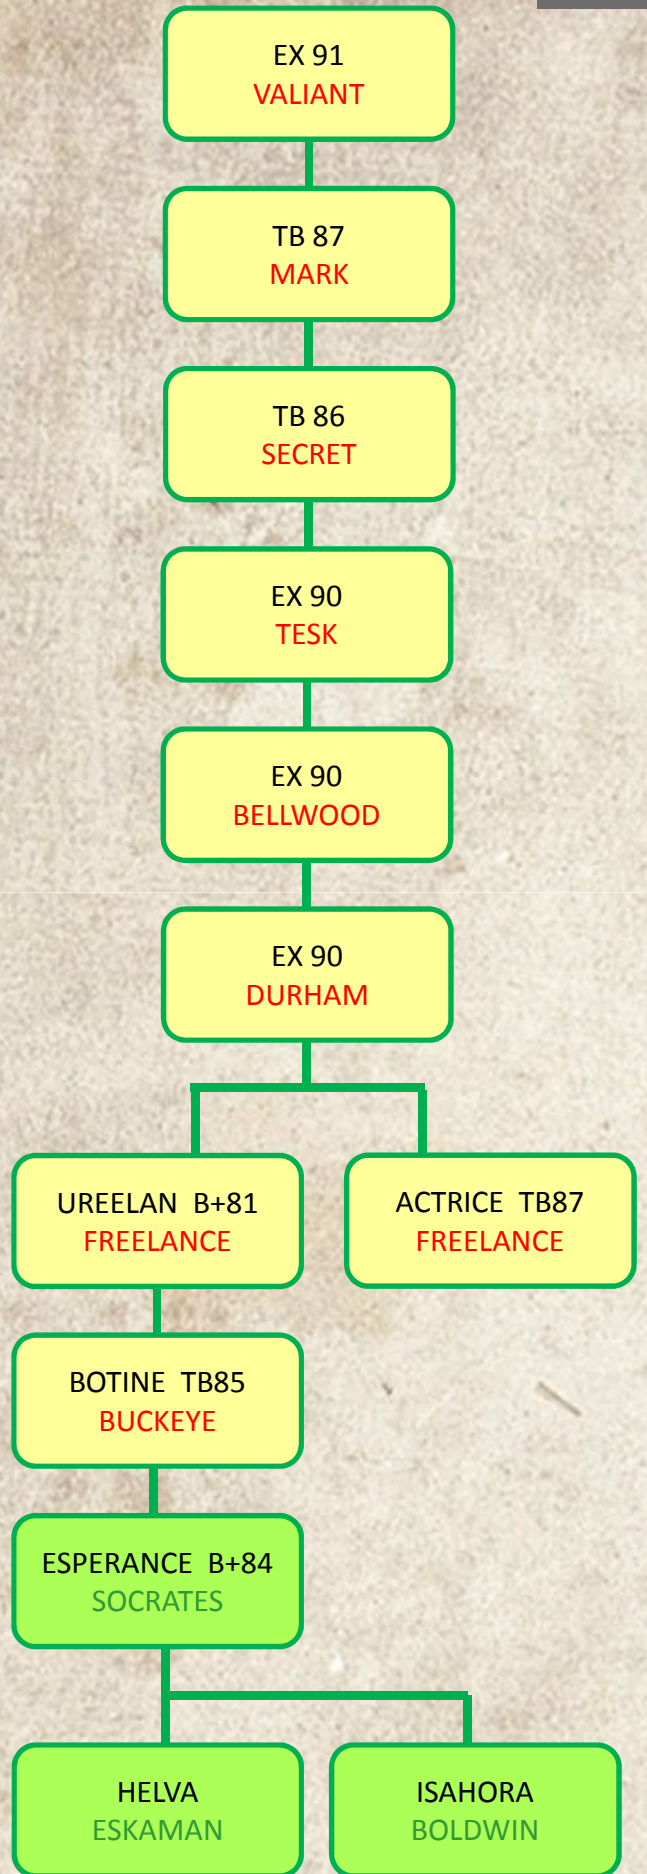 EX 91
VALIANT
TB 87
MARK
TB 86
SECRET
EX 90
TESK
EX 90
BELLWOOD
EX 90
DURHAM
UREELAN B+81
FREELANCE
ACTRICE TB87
FREELANCE
BOTINE TB85
BUCKEYE
ESPERANCE B+84
SOCRATES
HELVA
ESKAMAN
ISAHORA
BOLDWIN